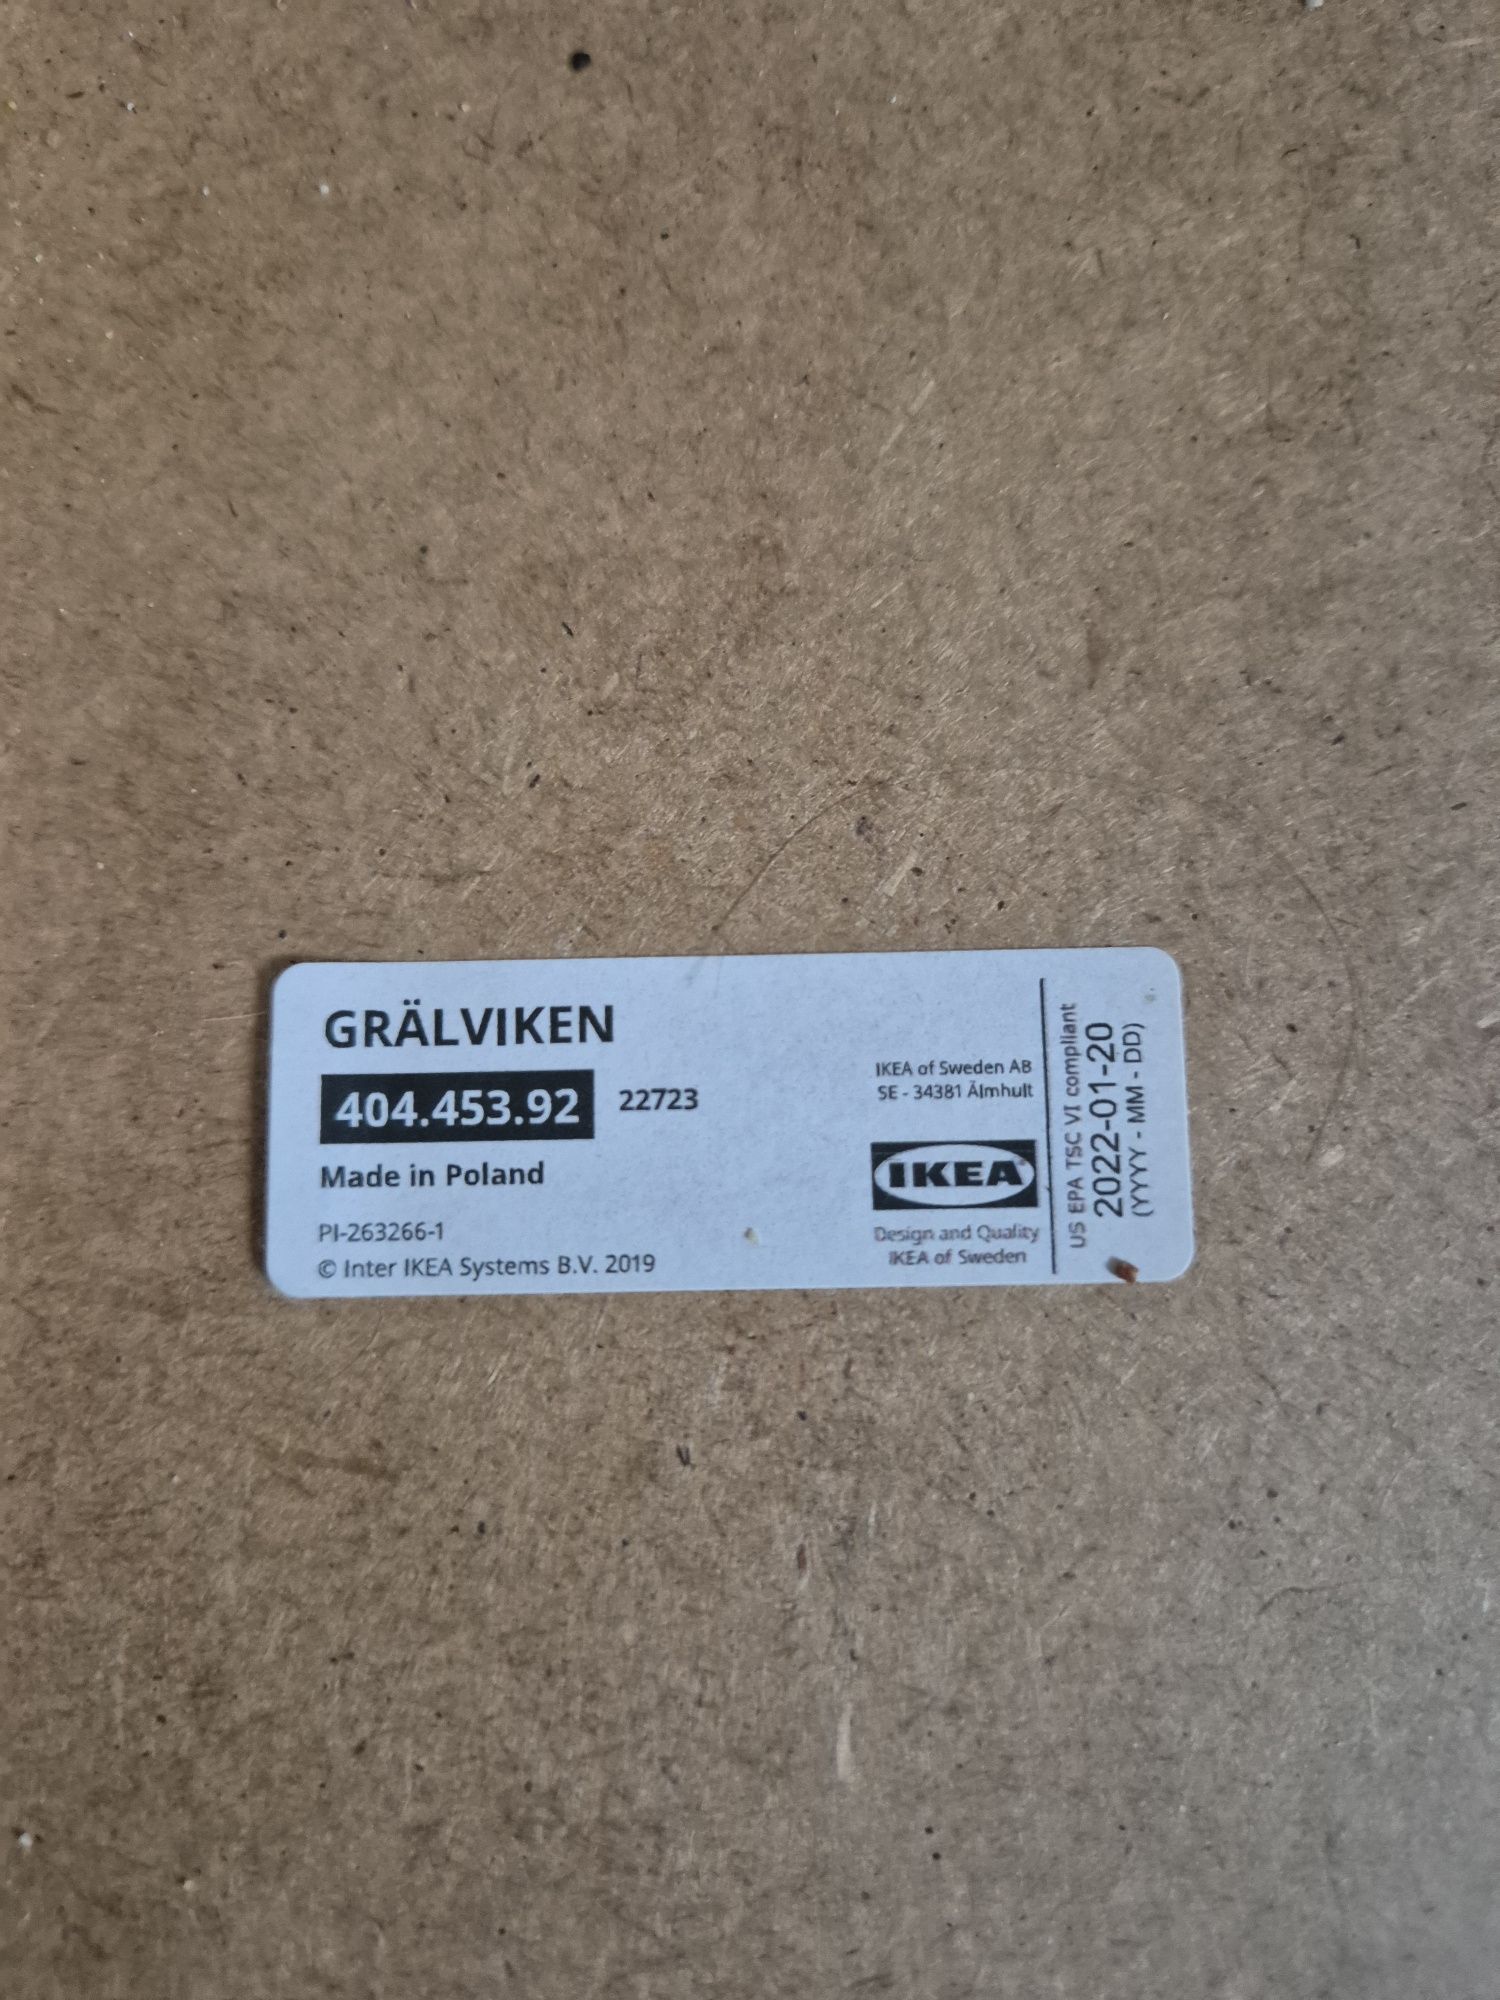 GRÄLVIKEN
404.453.92 22723
Made in Poland
PI-263266-1
© Inter IKEA Systems B.V. 2019
IKEA of Sweden AB
SE - 34381 Älmhult
IKEA®
Design and Quality
IKEA of Sweden
US EPA TSC VI compliant
2022-01-20
(YYYY - MM - DD)